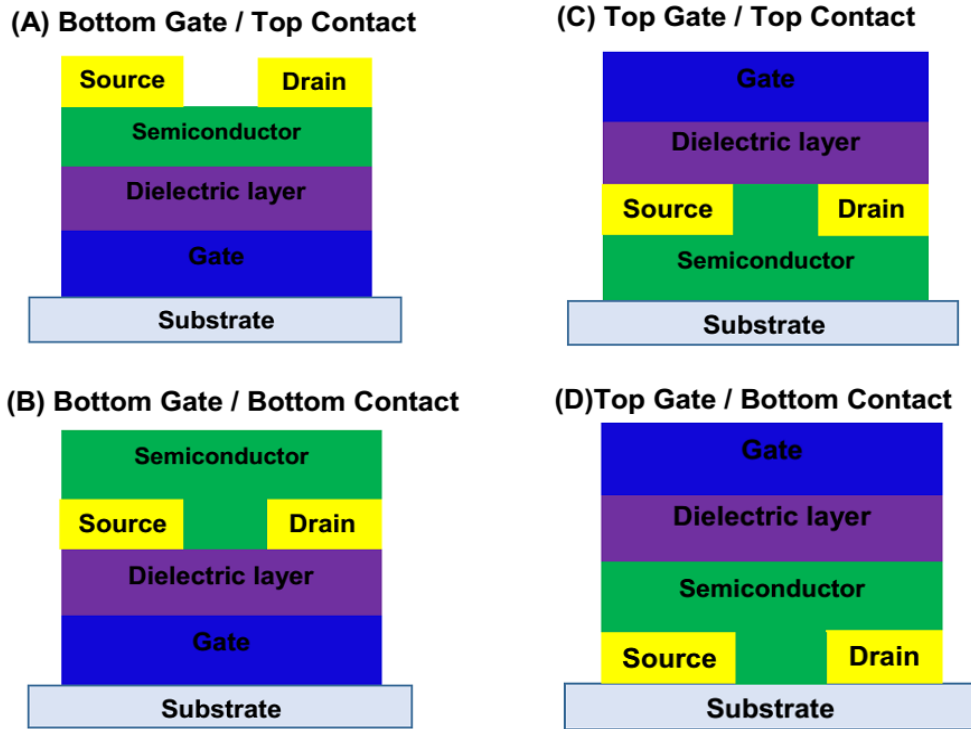 (A) Bottom Gate / Top Contact
Source
Drain
Semiconductor
Dielectric layer
Gate
Substrate
(B) Bottom Gate / Bottom Contact
Semiconductor
Source
Drain
Dielectric layer
Gate
Substrate
(C) Top Gate / Top Contact
Gate
Dielectric layer
Source
Drain
Semiconductor
Substrate
(D)Top Gate / Bottom Contact
Gate
Dielectric layer
Semiconductor
Source
Drain
Substrate